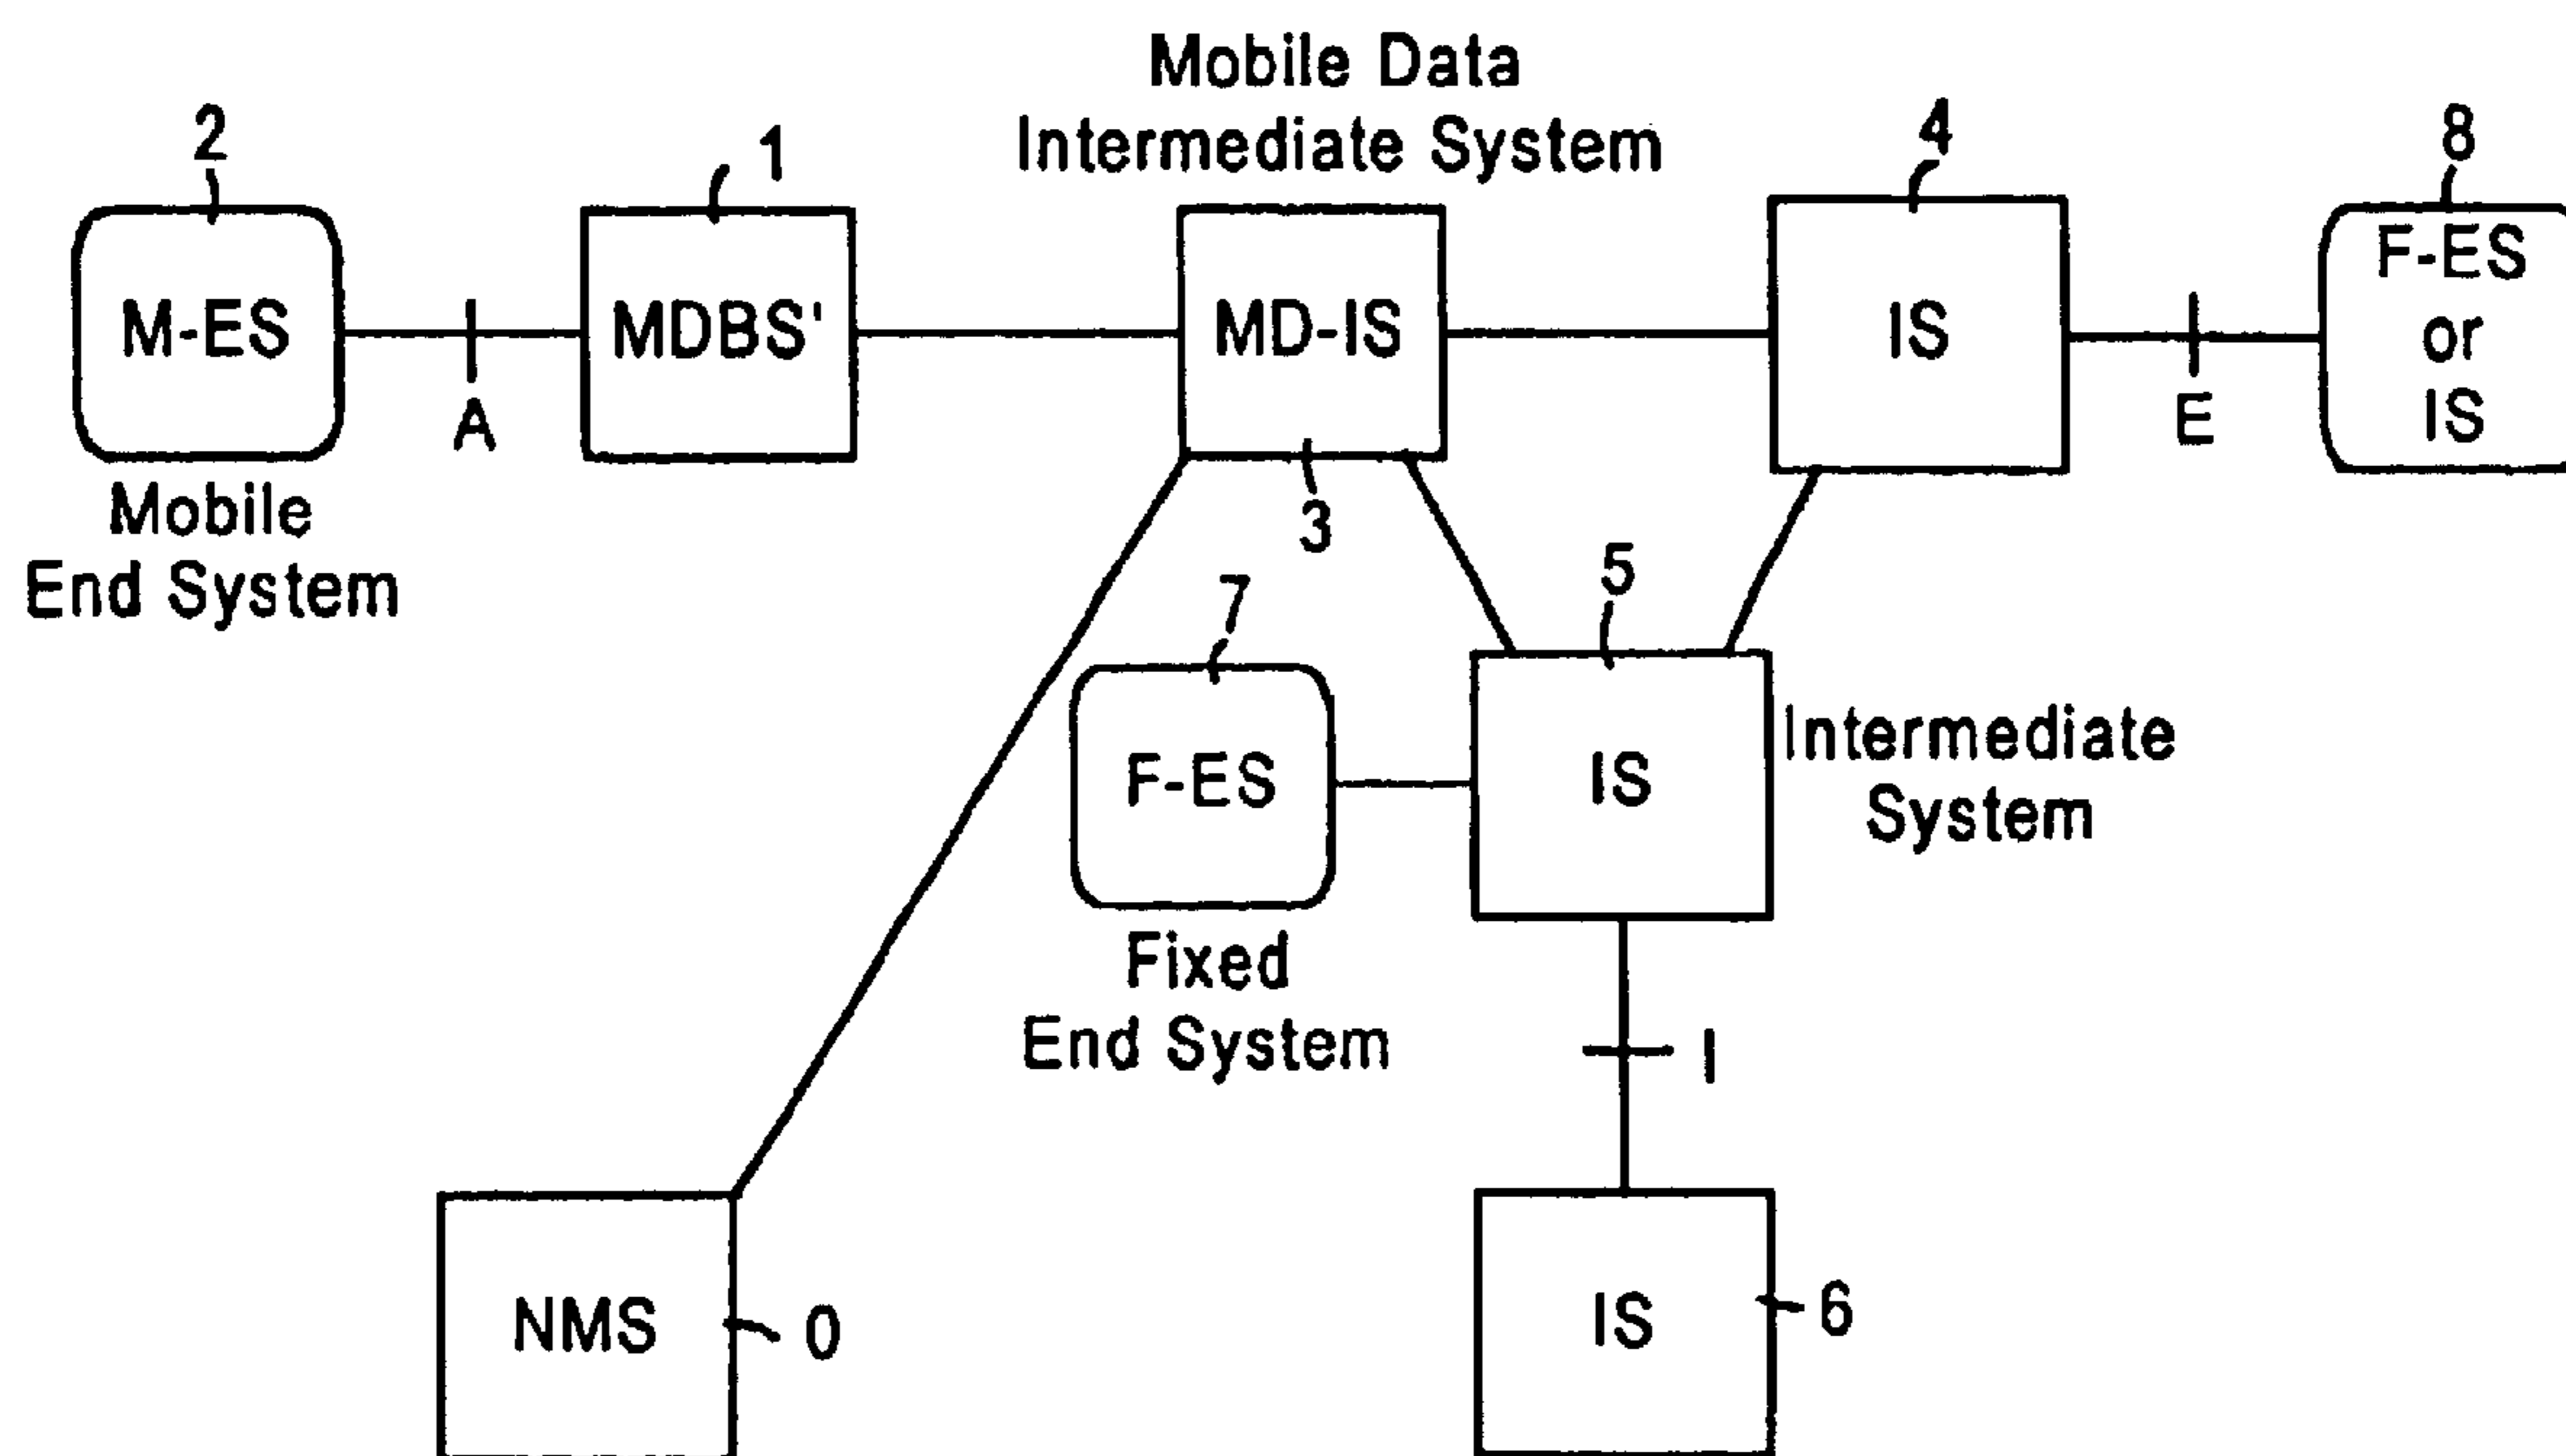 Mobile Data
Intermediate System
2
1
4
8
M-ES
A
MDBS'
MD-IS
IS
E
F-ES
or
IS
Mobile
End System
3
7
5
F-ES
IS
Intermediate
System
Fixed
End System
I
NMS
0
IS
6